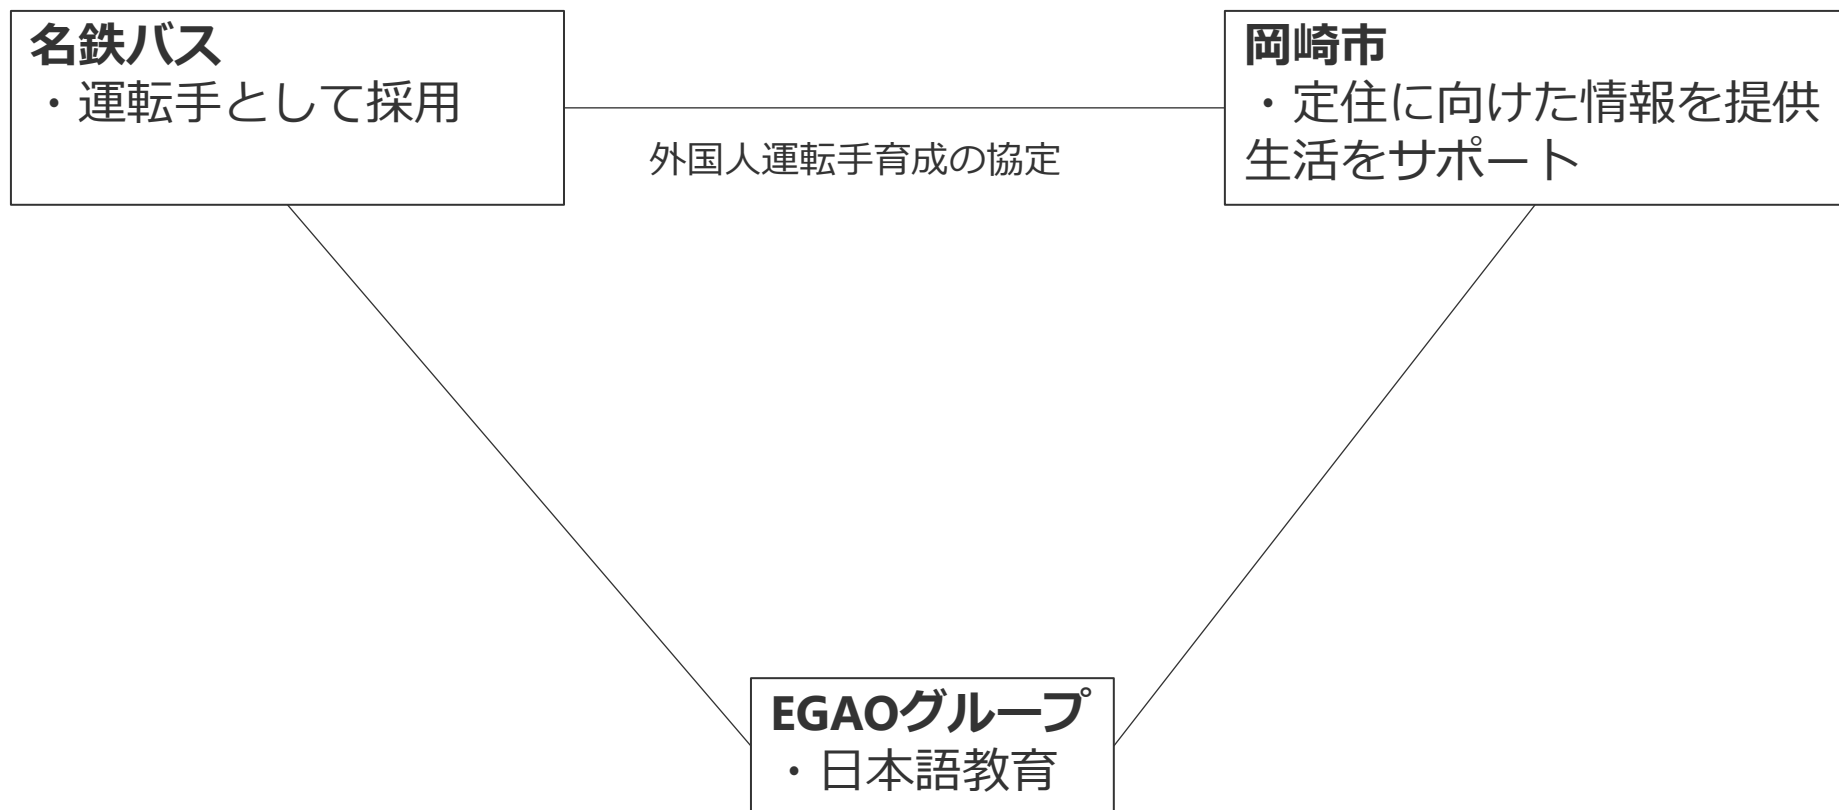 名鉄バス
・運転手として採用
岡崎市
・定住に向けた情報を提供
生活をサポート
外国人運転手育成の協定
EGAOグループ
・日本語教育